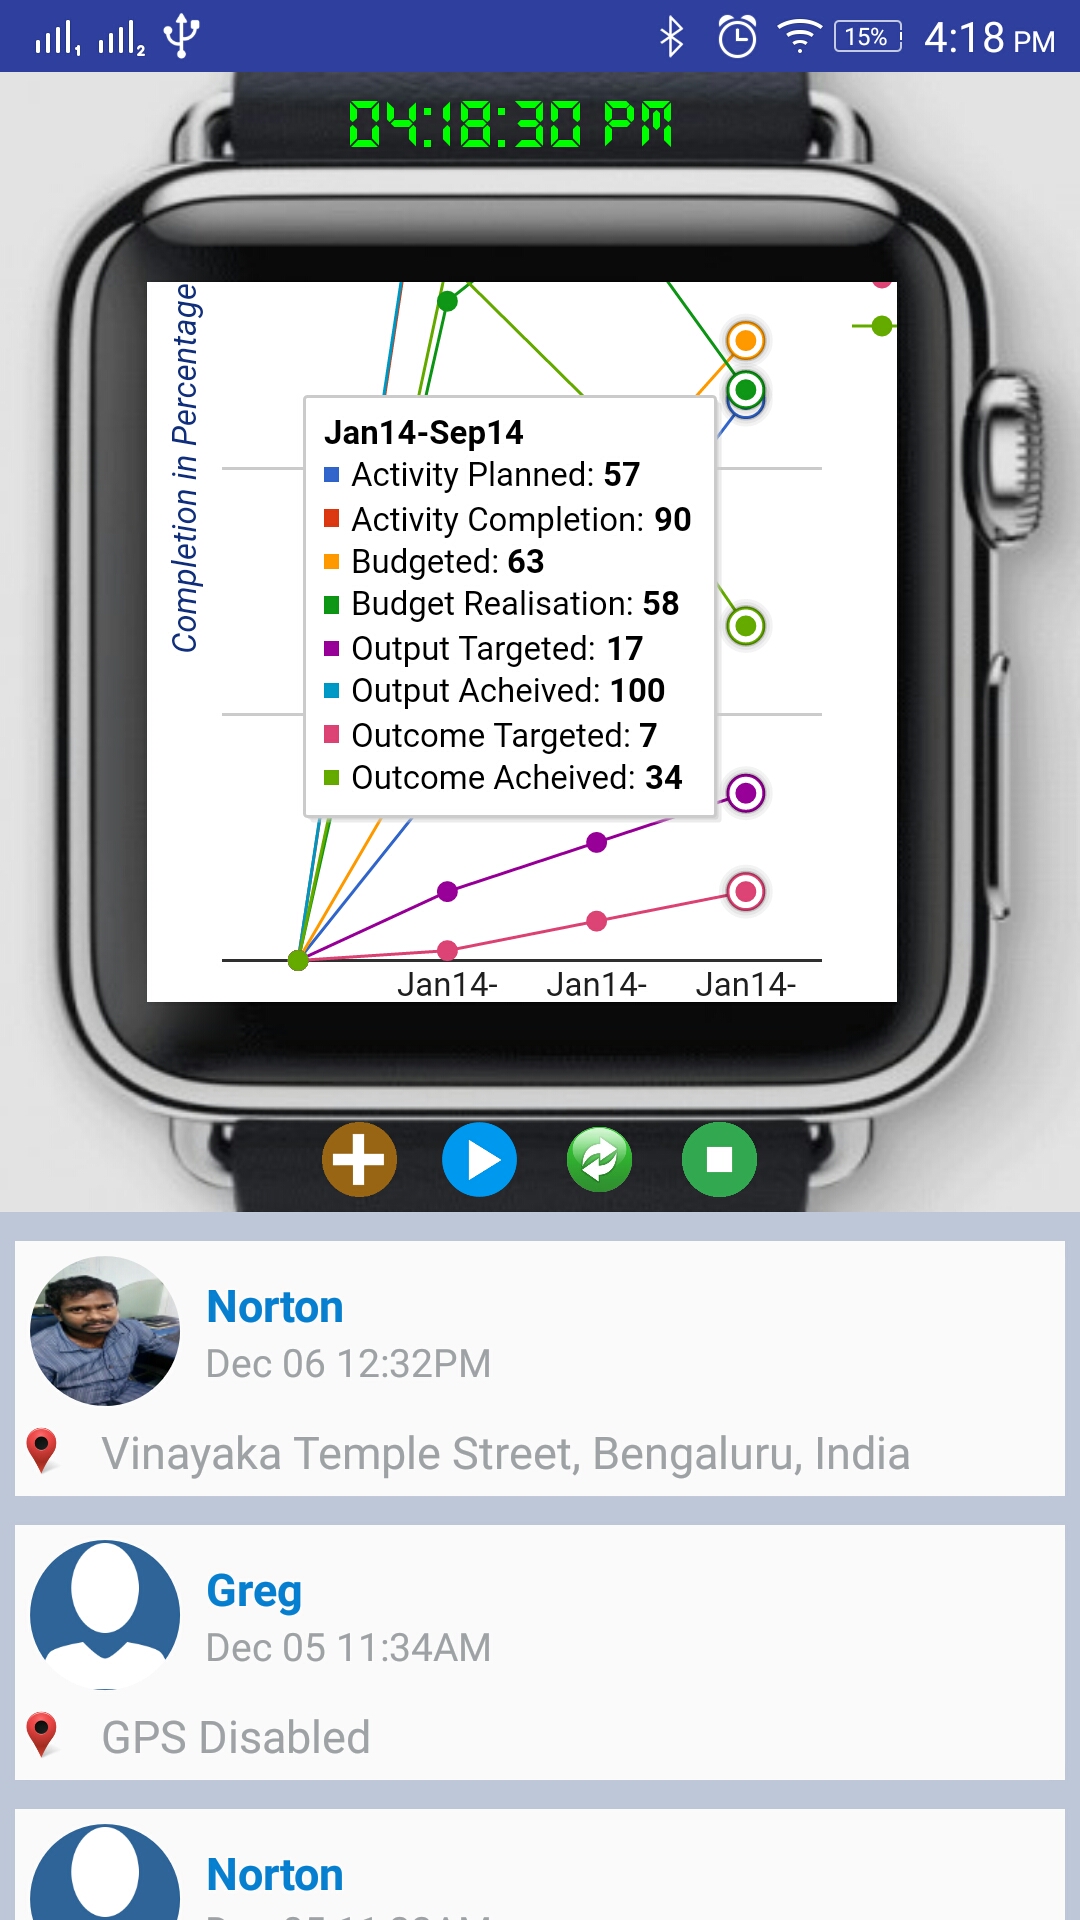 1 2 15% 4:18 PM
04:18:30 PM
Completion in Percentage
Jan14-Sep14
Activity Planned: 57
Activity Completion: 90
Budgeted: 63
Budget Realisation: 58
Output Targeted: 17
Output Acheived: 100
Outcome Targeted: 7
Outcome Acheived: 34
Jan14- Jan14- Jan14-
Norton
Dec 06 12:32PM
Vinayaka Temple Street, Bengaluru, India
Greg
Dec 05 11:34AM
GPS Disabled
Norton